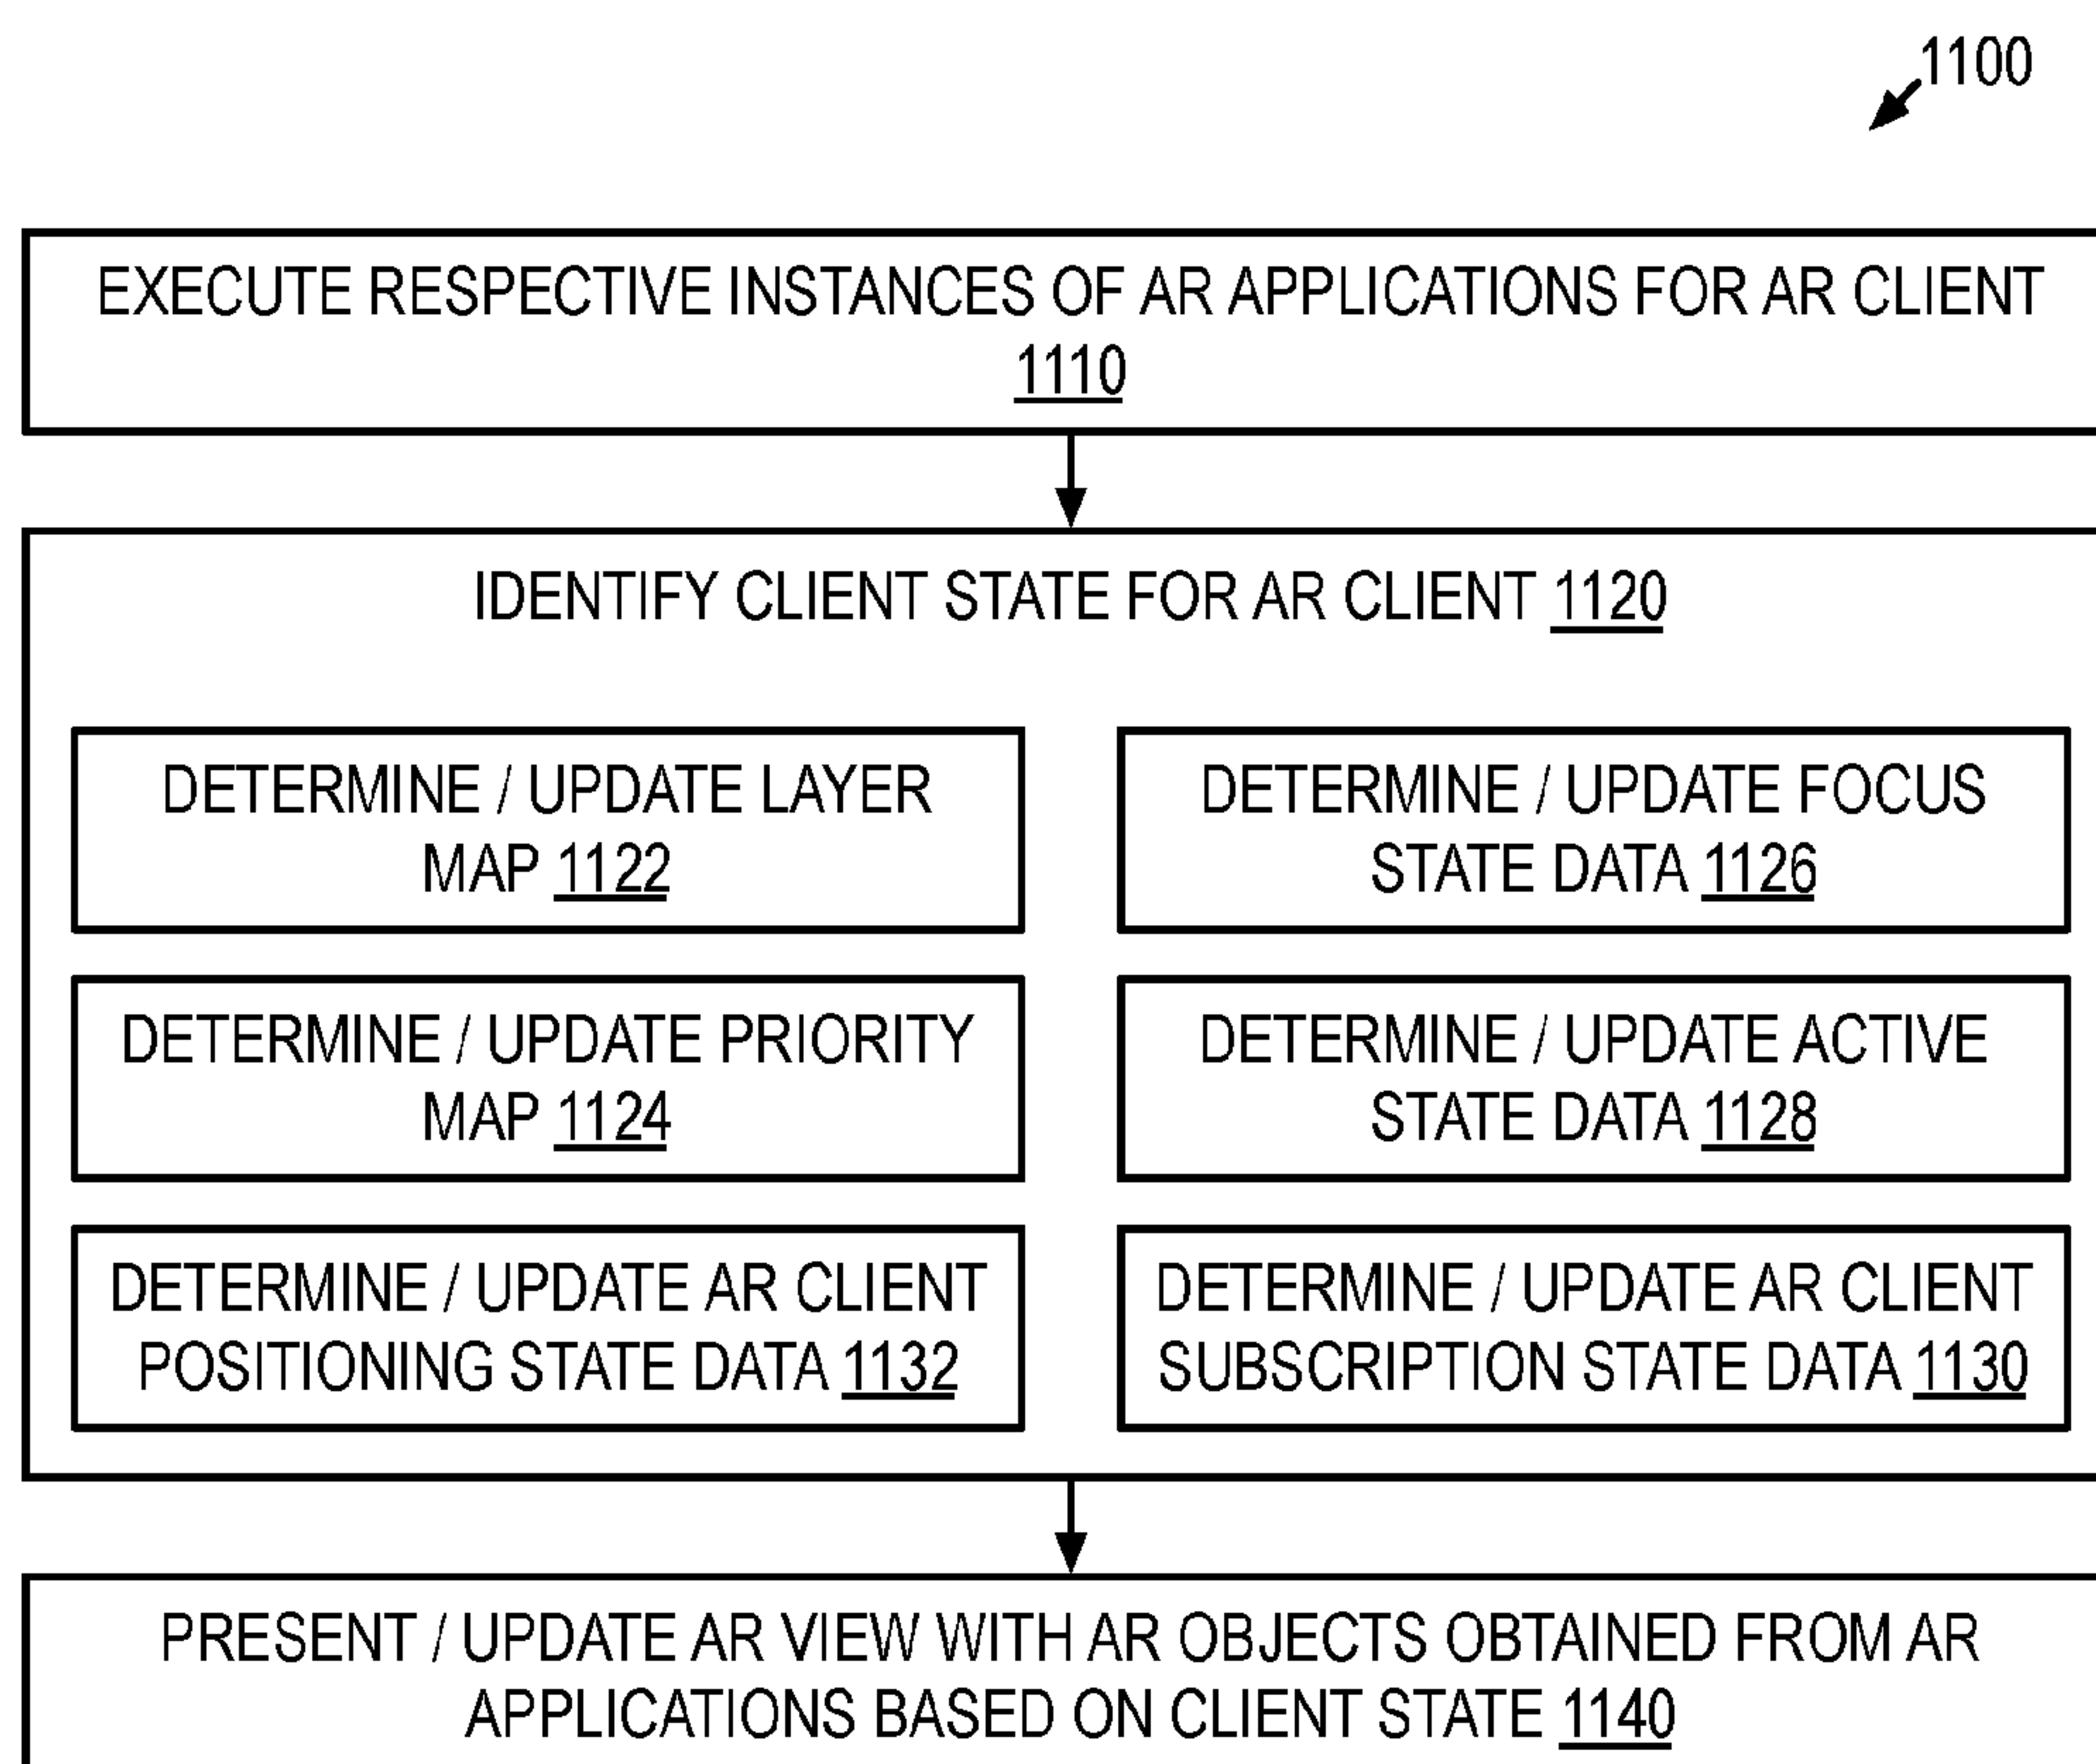 1100
EXECUTE RESPECTIVE INSTANCES OF AR APPLICATIONS FOR AR CLIENT
1110
IDENTIFY CLIENT STATE FOR AR CLIENT 1120
DETERMINE / UPDATE LAYER
MAP 1122
DETERMINE / UPDATE FOCUS
STATE DATA 1126
DETERMINE / UPDATE PRIORITY
MAP 1124
DETERMINE / UPDATE ACTIVE
STATE DATA 1128
DETERMINE / UPDATE AR CLIENT
POSITIONING STATE DATA 1132
DETERMINE / UPDATE AR CLIENT
SUBSCRIPTION STATE DATA 1130
PRESENT / UPDATE AR VIEW WITH AR OBJECTS OBTAINED FROM AR
APPLICATIONS BASED ON CLIENT STATE 1140